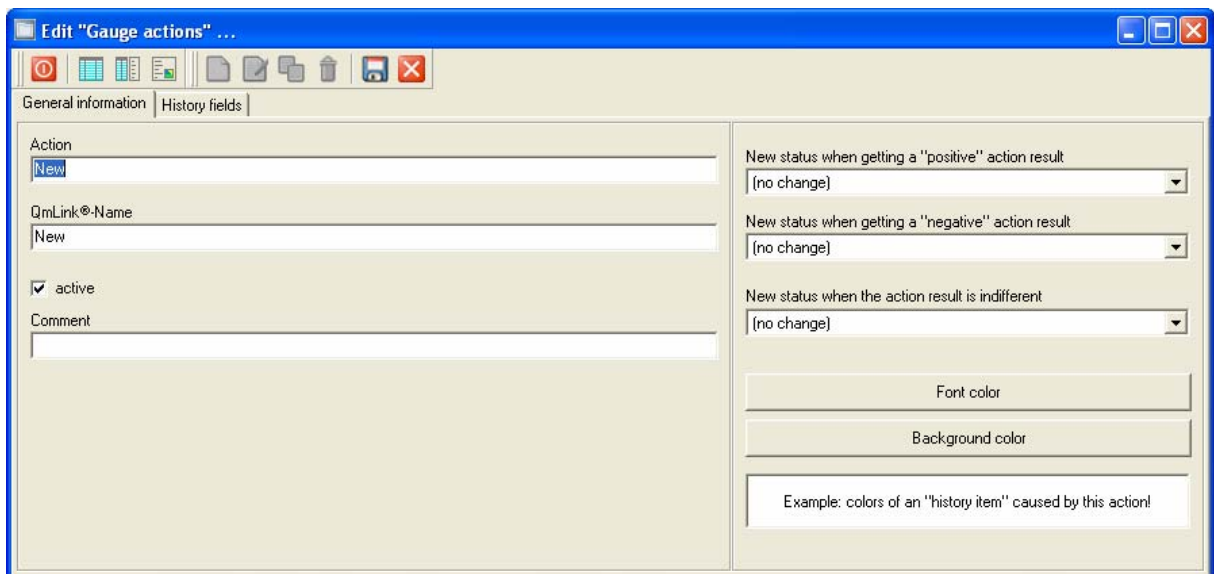 Edit "Gauge actions" ...
General information
History fields
Action
New
QmLink®-Name
New
active
Comment
New status when getting a "positive" action result
(no change)
New status when getting a "negative" action result
(no change)
New status when the action result is indifferent
(no change)
Font color
Background color
Example: colors of an "history item" caused by this action!